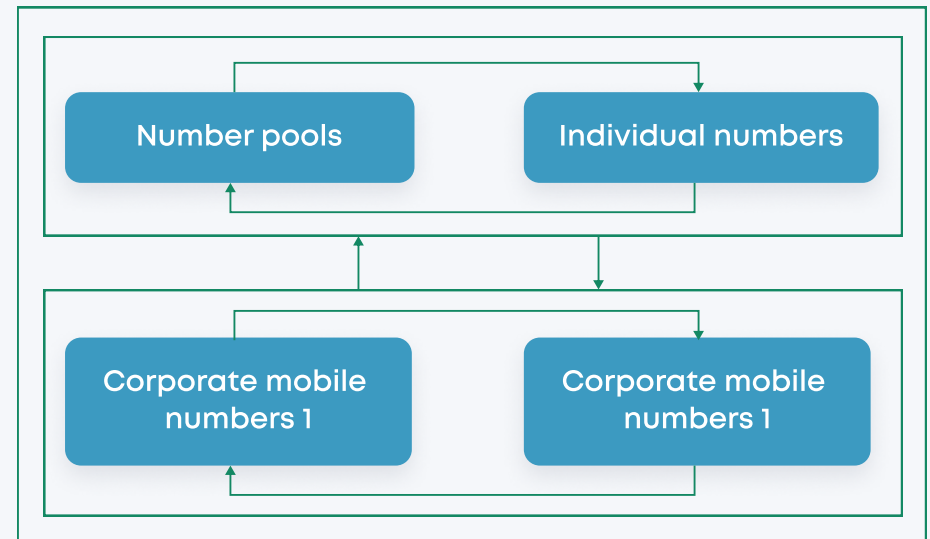 Number pools
Individual numbers
Corporate mobile
numbers 1
Corporate mobile
numbers 1